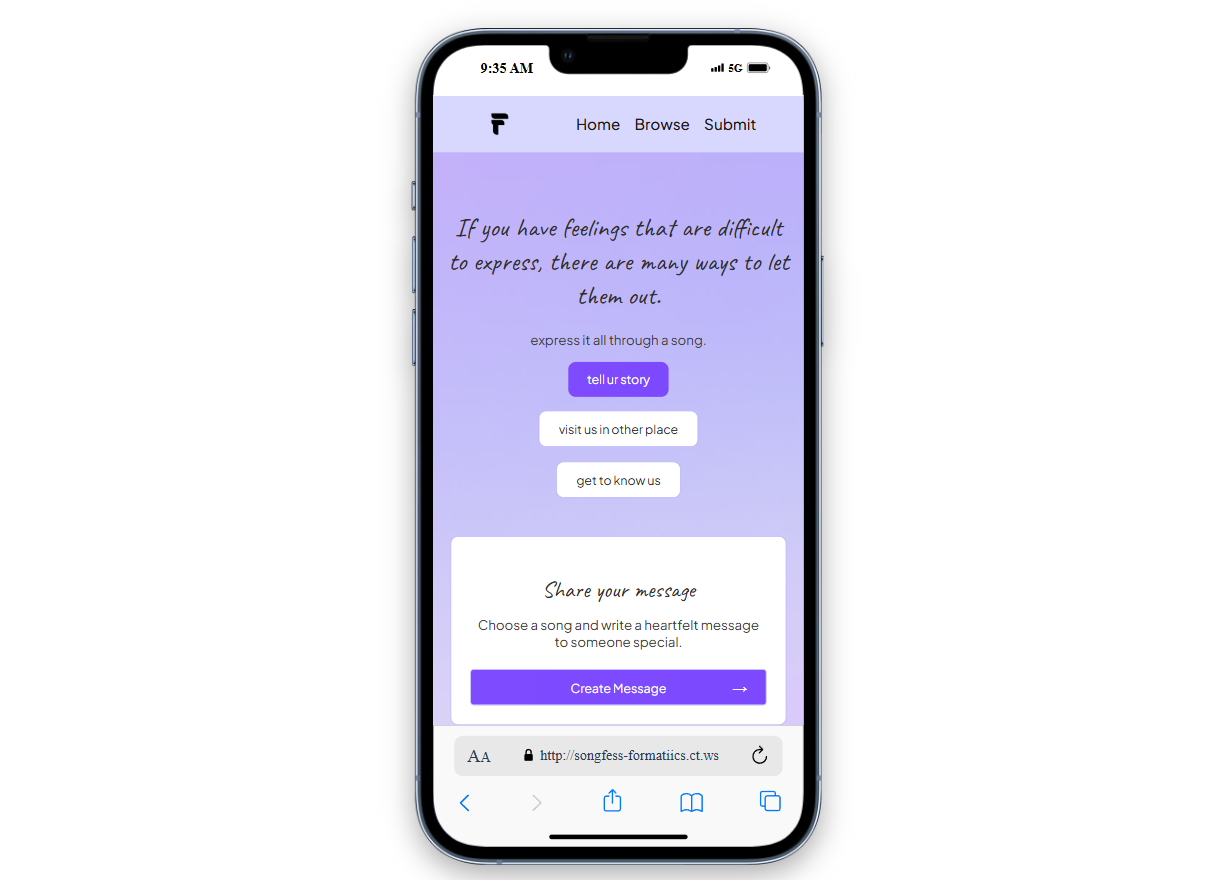 9:35 AM 5G
Home Browse Submit
If you have feelings that are difficult
to express, there are many ways to let
them out.
express it all through a song.
tell ur story
visit us in other place
get to know us
Share your message
Choose a song and write a heartfelt message
to someone special.
Create Message →
AA http://songfess-formatiics.ct.ws